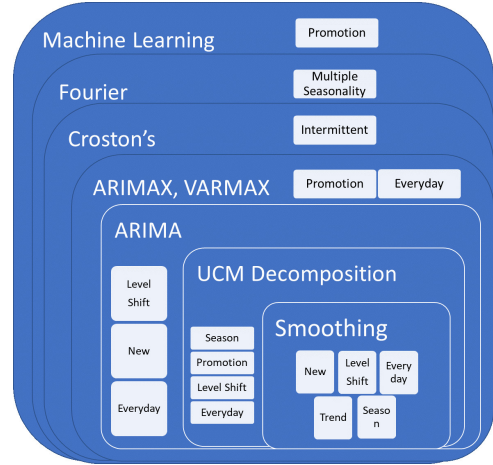 Machine Learning
Promotion
Fourier
Multiple
Seasonality
Croston's
Intermittent
ARIMAX, VARMAX
Promotion
Everyday
ARIMA
Level
Shift
New
Everyday
UCM Decomposition
Season
Promotion
Level Shift
Everyday
Smoothing
New
Level
Shift
Every
day
Trend
Seaso
n